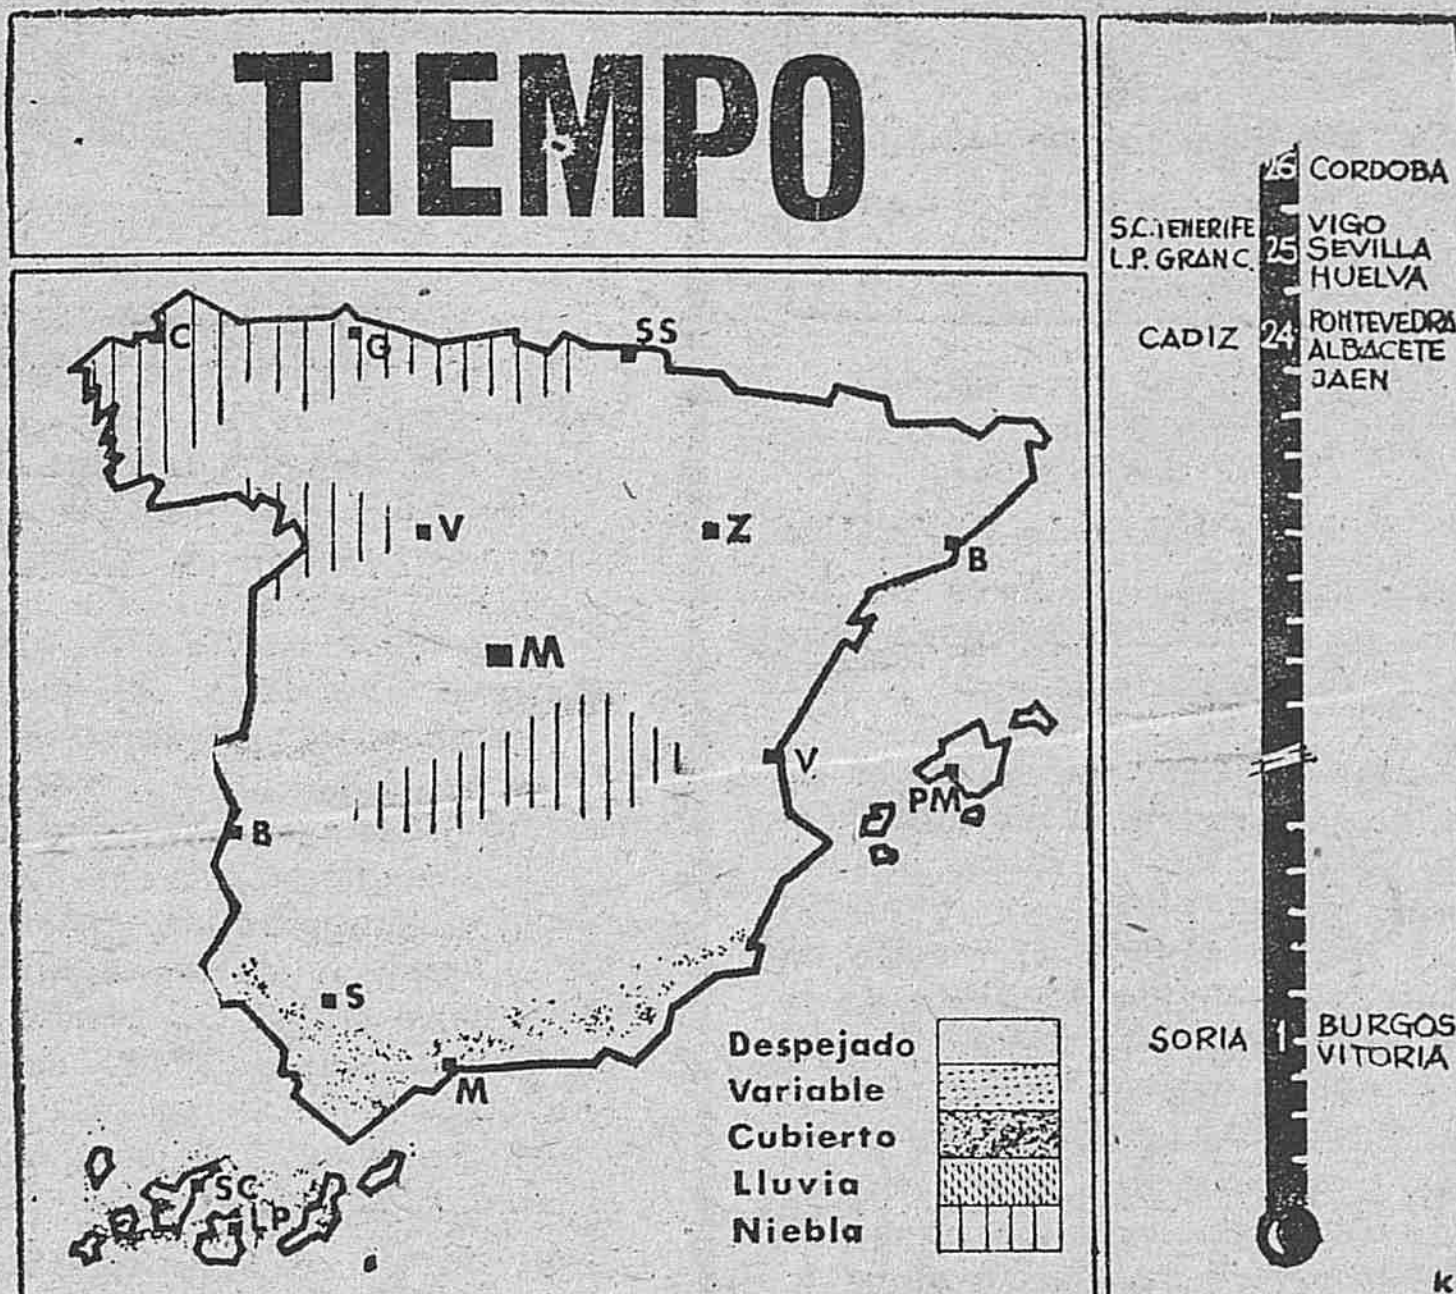 TIEMPO
C
G
SS
V
Z
B
M
V
PM
B
S
M
SC
LP
Despejado
Variable
Cubierto
Lluvia
Niebla
26 CORDOBA
S.C. TENERIFE
L.P. GRAN C.
25
VIGO
SEVILLA
HUELVA
CADIZ
24
PONTEVEDRA
ALBACETE
JAEN
SORIA
1
BURGOS
VITORIA
k